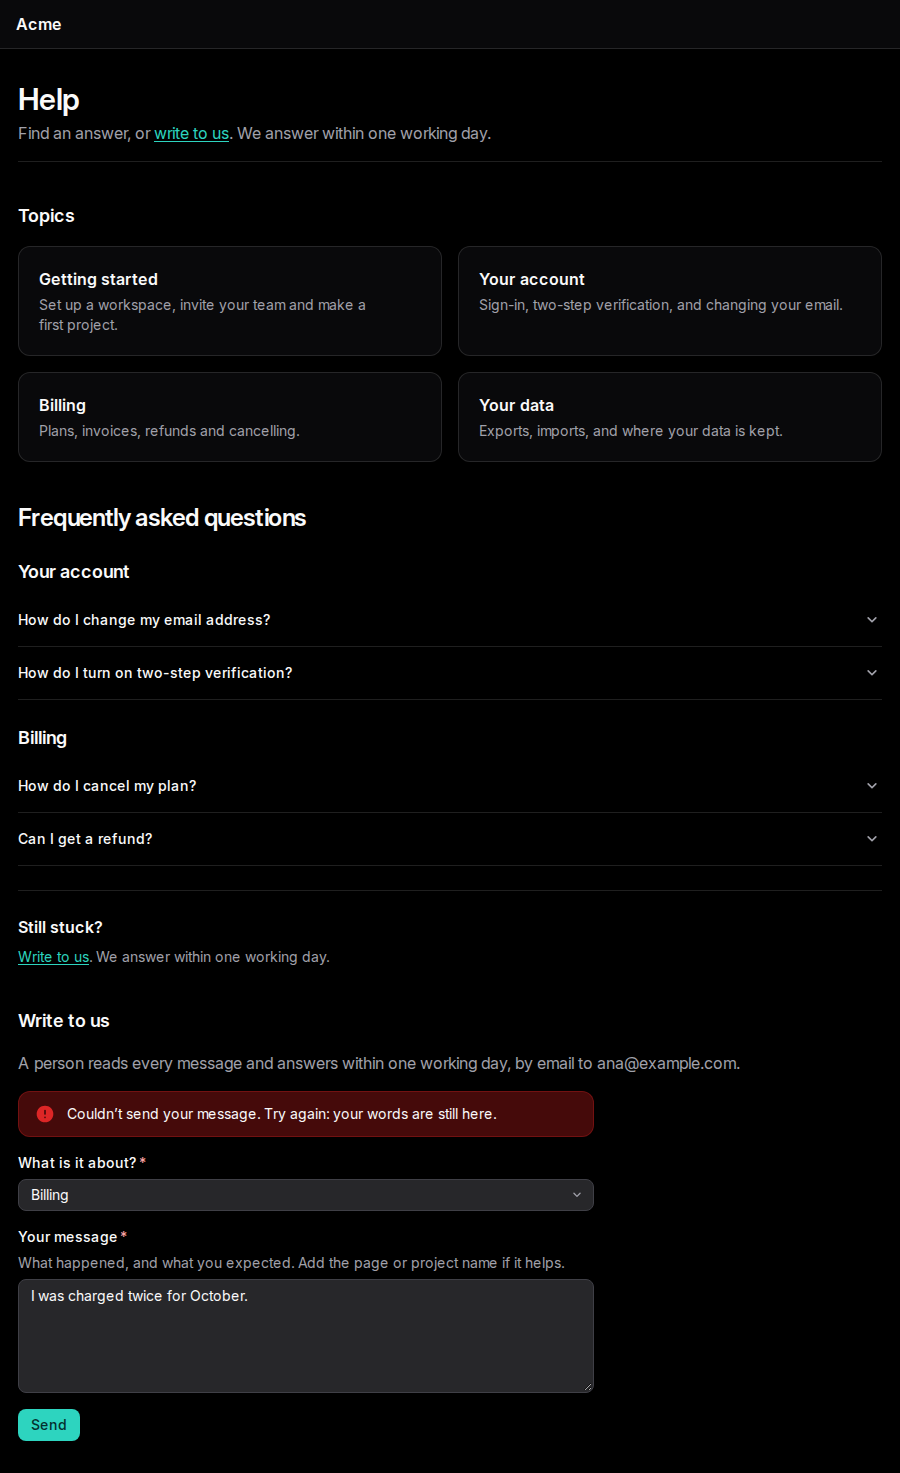 Acme
Help
Find an answer, or write to us. We answer within one working day.
Topics
Getting started
Set up a workspace, invite your team and make a
first project.
Your account
Sign-in, two-step verification, and changing your email.
Billing
Plans, invoices, refunds and cancelling.
Your data
Exports, imports, and where your data is kept.
Frequently asked questions
Your account
How do I change my email address?
How do I turn on two-step verification?
Billing
How do I cancel my plan?
Can I get a refund?
Still stuck?
Write to us. We answer within one working day.
Write to us
A person reads every message and answers within one working day, by email to ana@example.com.
Couldn’t send your message. Try again: your words are still here.
What is it about? *
Billing
Your message *
What happened, and what you expected. Add the page or project name if it helps.
I was charged twice for October.
Send